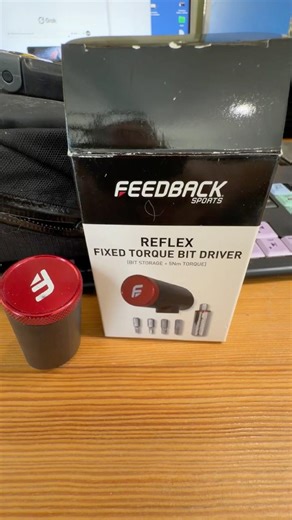 FEEDBACK
SPORTS
REFLEX
FIXED TORQUE BIT DRIVER
[BIT STORAGE + 5Nm TORQUE]